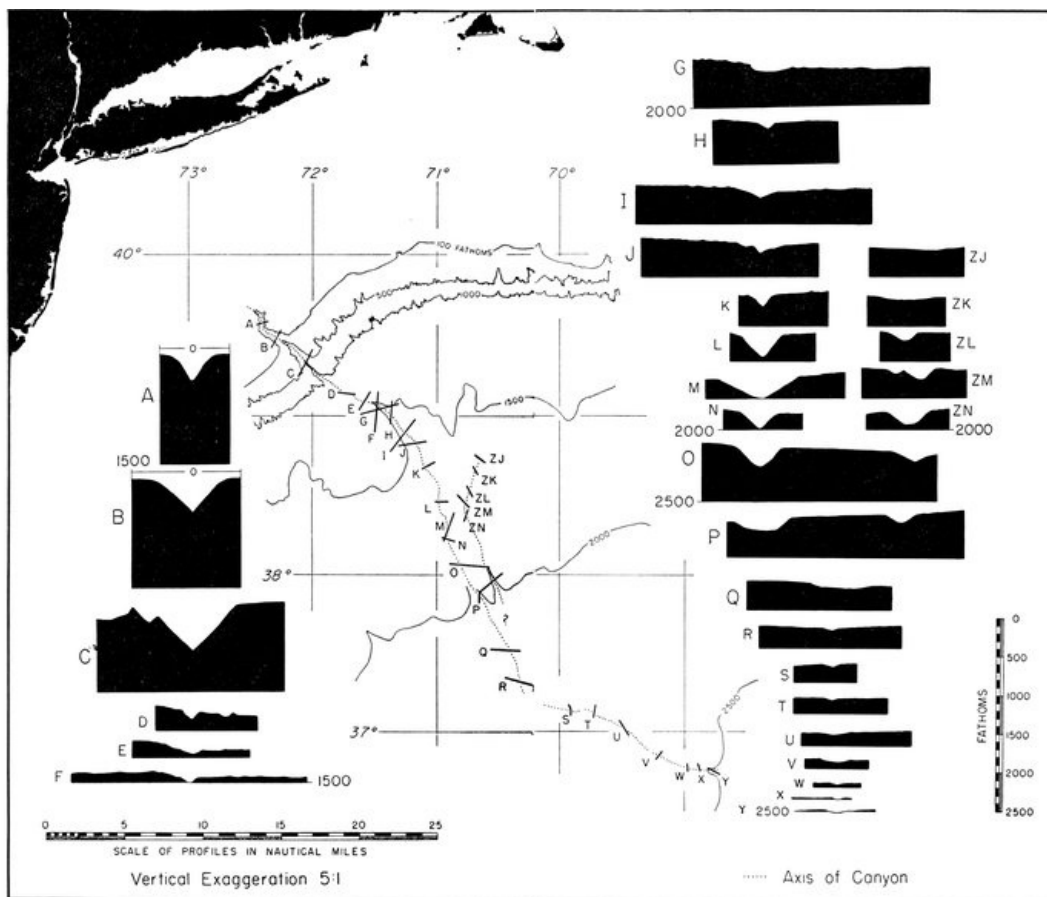 73°
72°
71°
70°
40°
38°
37°
100 FATHOMS
500
1000
1500
2000
2500
A
B
C
D
E
G
F
H
I
J
K
L
M
N
O
P
?
Q
R
S
T
U
V
W
X
Y
ZJ
ZK
ZL
ZM
ZN
O
A
1500
O
B
C
D
E
F
1500
G
2000
H
I
J
ZJ
K
ZK
L
ZL
M
ZM
N
ZN
2000
2000
O
2500
P
Q
R
S
T
U
V
W
X
Y
2500
0
500
1000
1500
2000
2500
FATHOMS
0
5
10
15
20
25
SCALE OF PROFILES IN NAUTICAL MILES
Vertical Exaggeration 5:1
Axis of Canyon